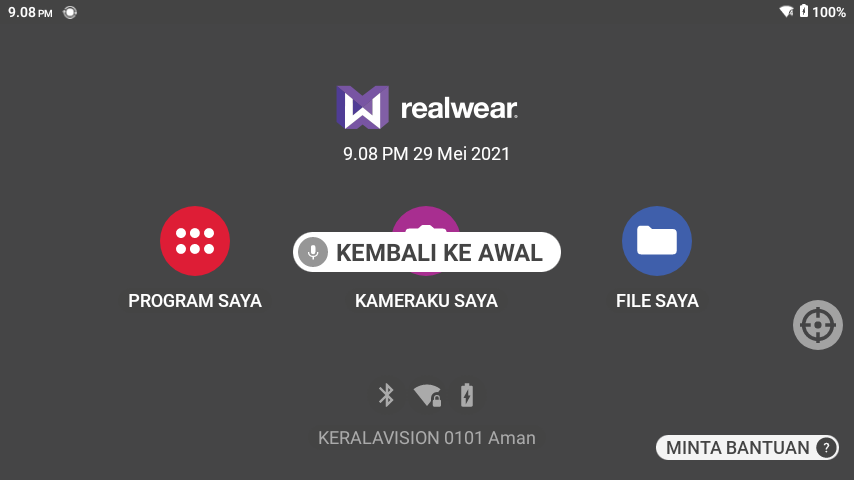 9.08 PM 100%
realwear
9.08 PM 29 Mei 2021
KEMBALI KE AWAL
PROGRAM SAYA KAMERAKU SAYA FILE SAYA
KERALAVISION 0101 Aman
MINTA BANTUAN ?